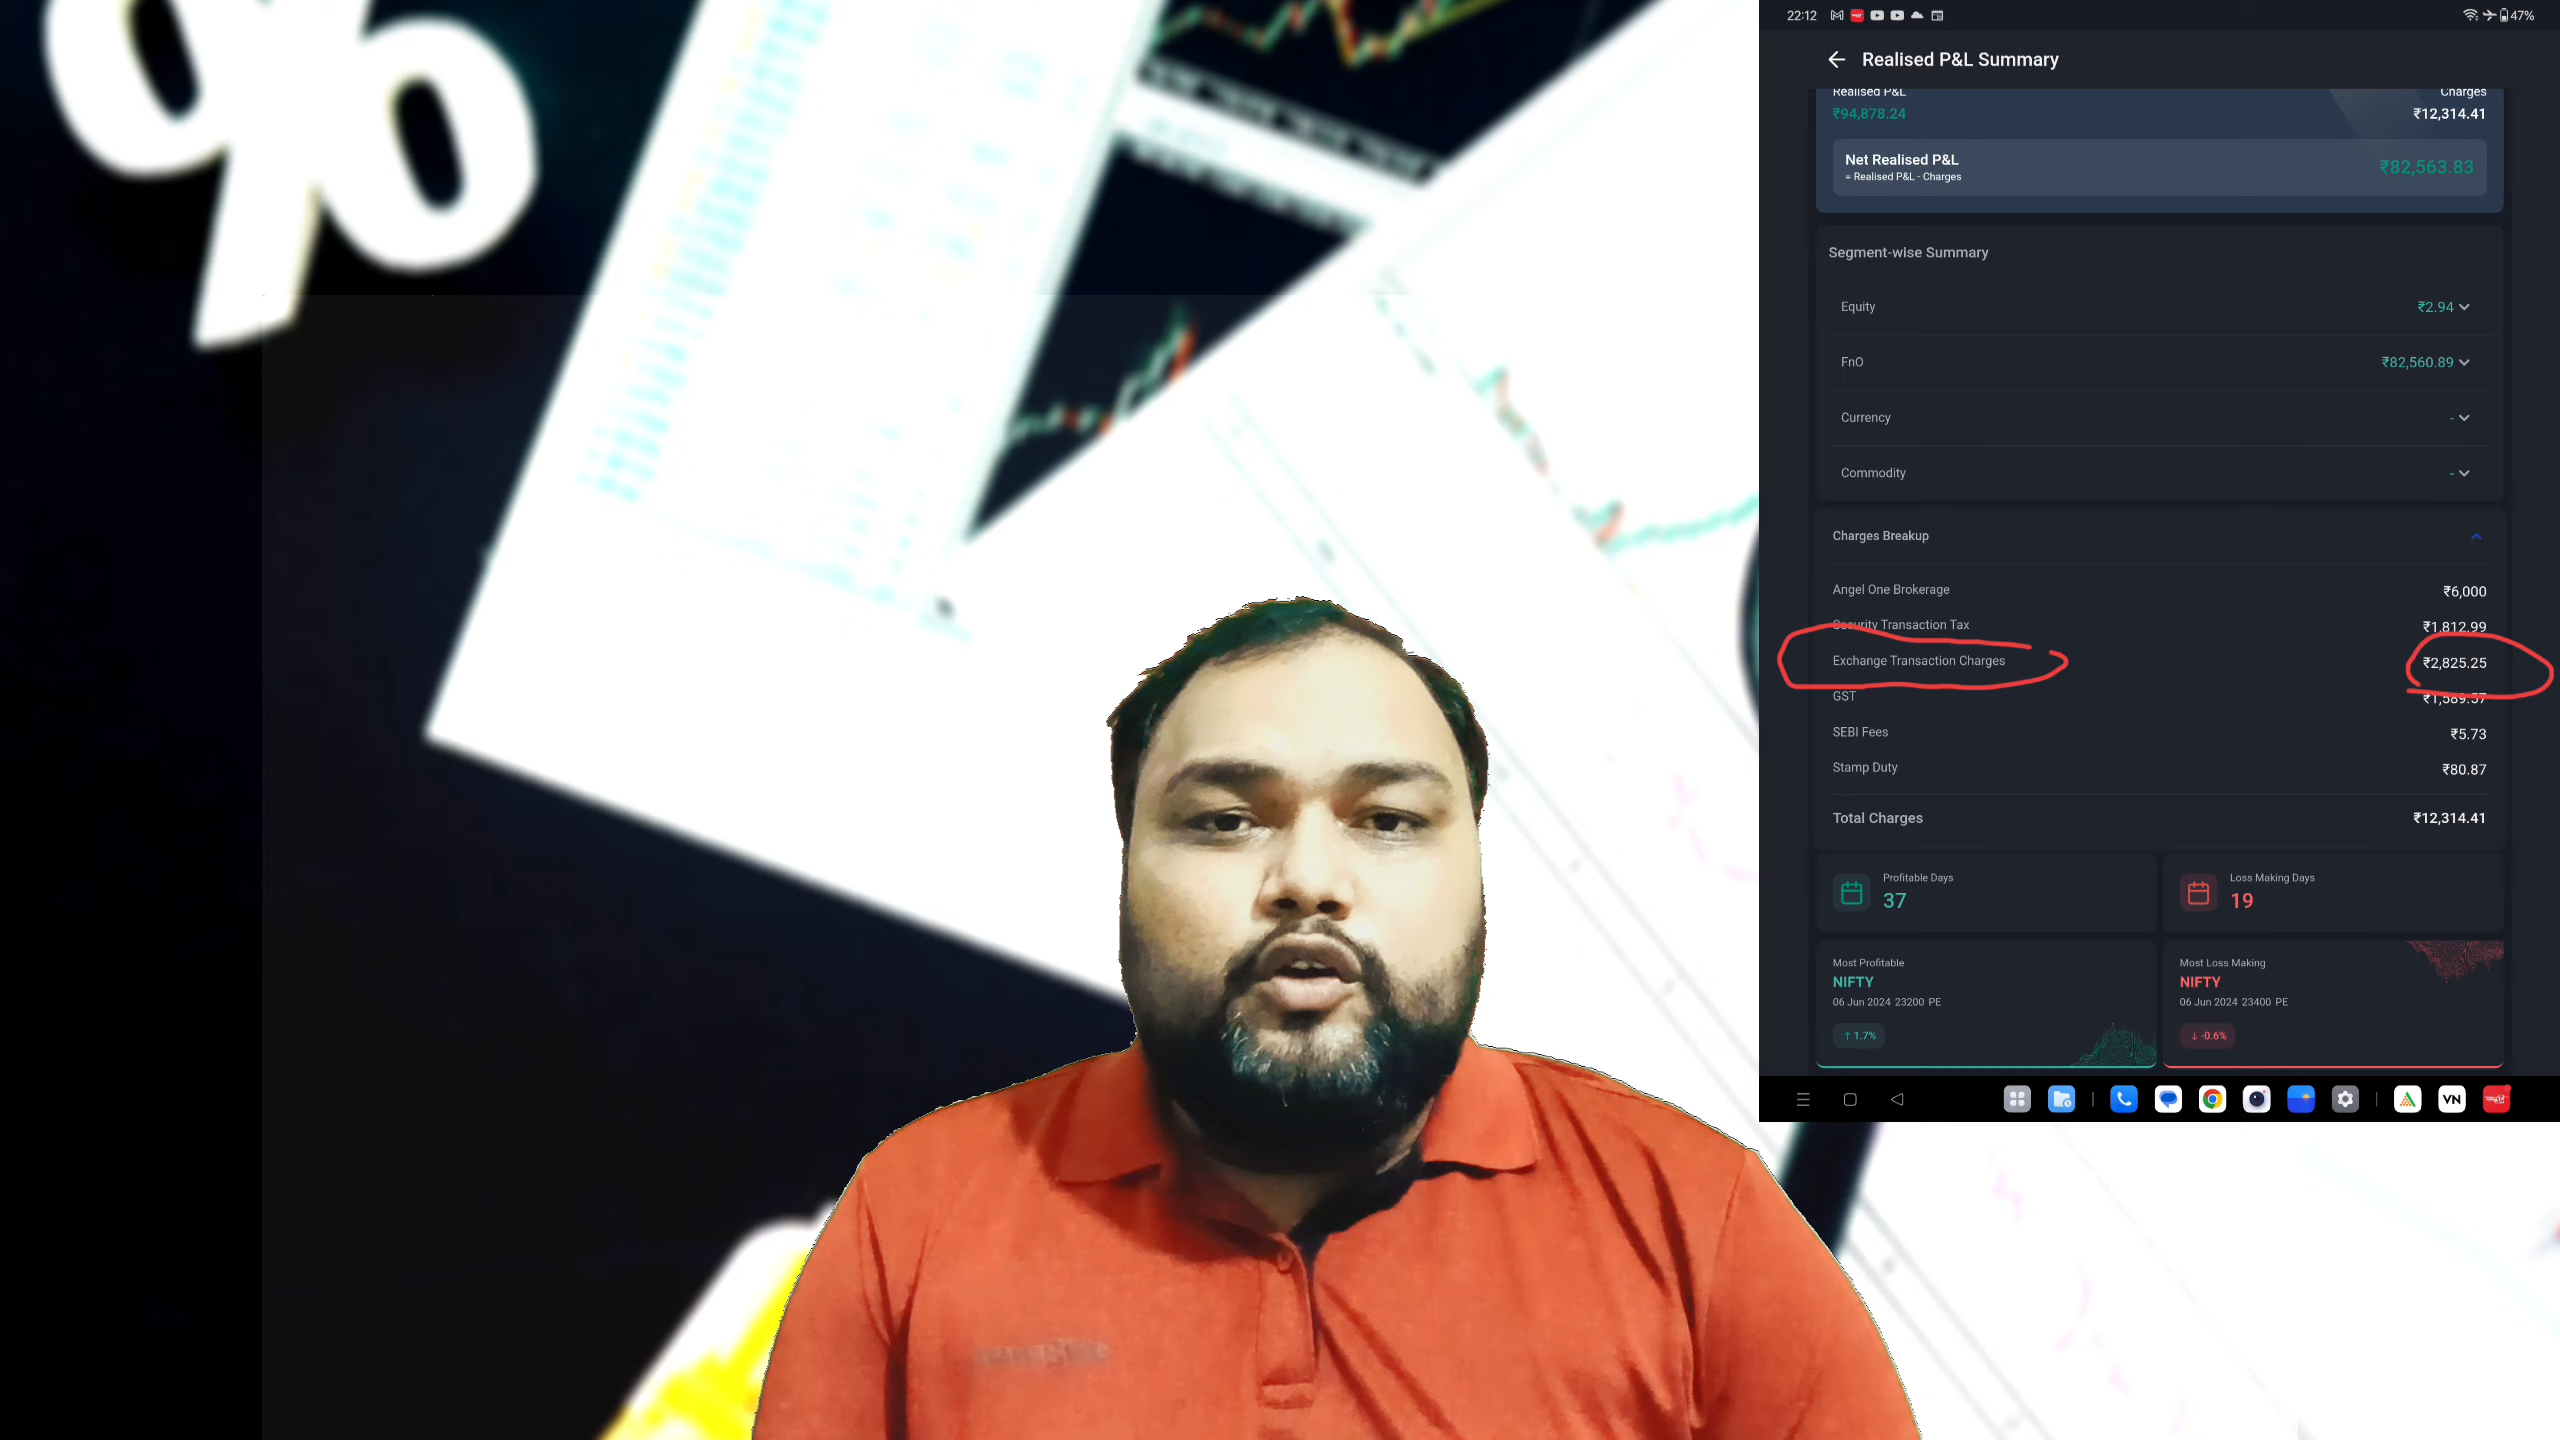 %
22:12
47%
Realised P&L Summary
Realised P&L Charges
₹94,878.24 ₹12,314.41
Net Realised P&L ₹82,563.83
= Realised P&L - Charges
Segment-wise Summary
Equity ₹2.94
FnO ₹82,560.89
Currency -
Commodity -
Charges Breakup
Angel One Brokerage ₹6,000
Security Transaction Tax ₹1,812.99
Exchange Transaction Charges ₹2,825.25
GST ₹1,589.57
SEBI Fees ₹5.73
Stamp Duty ₹80.87
Total Charges ₹12,314.41
Profitable Days Loss Making Days
37 19
Most Profitable Most Loss Making
NIFTY NIFTY
06 Jun 2024 23200 PE 06 Jun 2024 23400 PE
↑ 1.7% ↓ -0.6%
VN